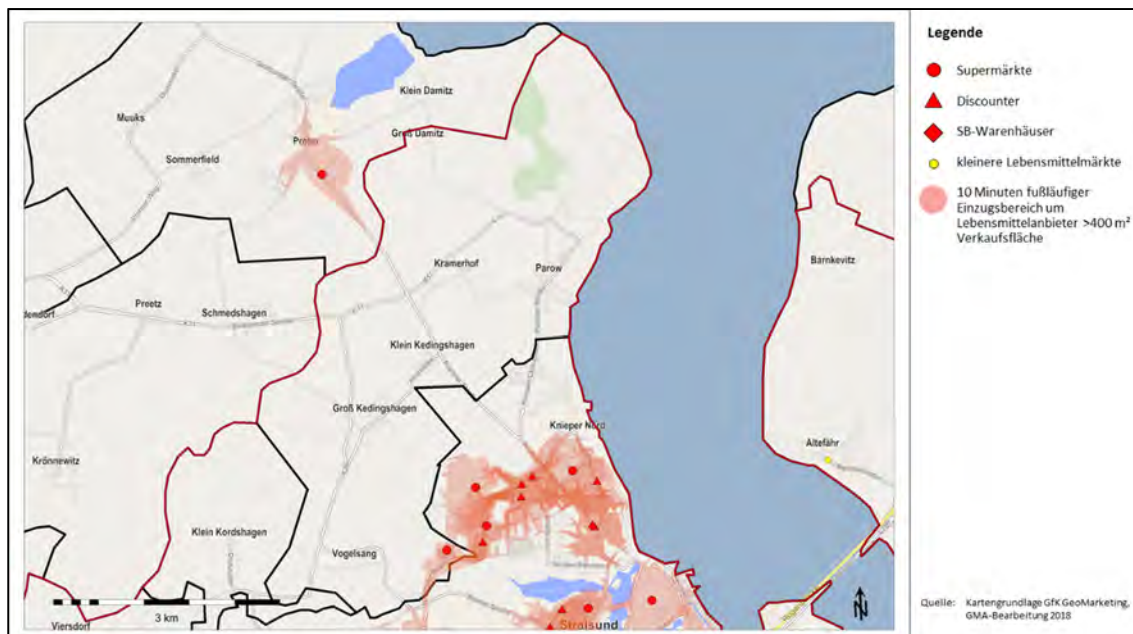 Legende
Supermärkte
Discounter
SB-Warenhäuser
kleinere Lebensmittelmärkte
10 Minuten fußläufiger
Einzugsbereich um
Lebensmittelanbieter >400 m²
Verkaufsfläche
Klein Damitz
Muuks
Prohn
Groß Damitz
Sommerfield
Barnkevitz
Kramerhof
Parow
Preetz
Schmedshagen
dendorf
Klein Kedingshagen
Groß Kedingshagen
Knieper Nord
Altefähr
Krönnewitz
Klein Kordshagen
Vogelsang
3 km
Viersdorf
Stralsund
N
Quelle: Kartengrundlage GfK GeoMarketing,
GMA-Bearbeitung 2018